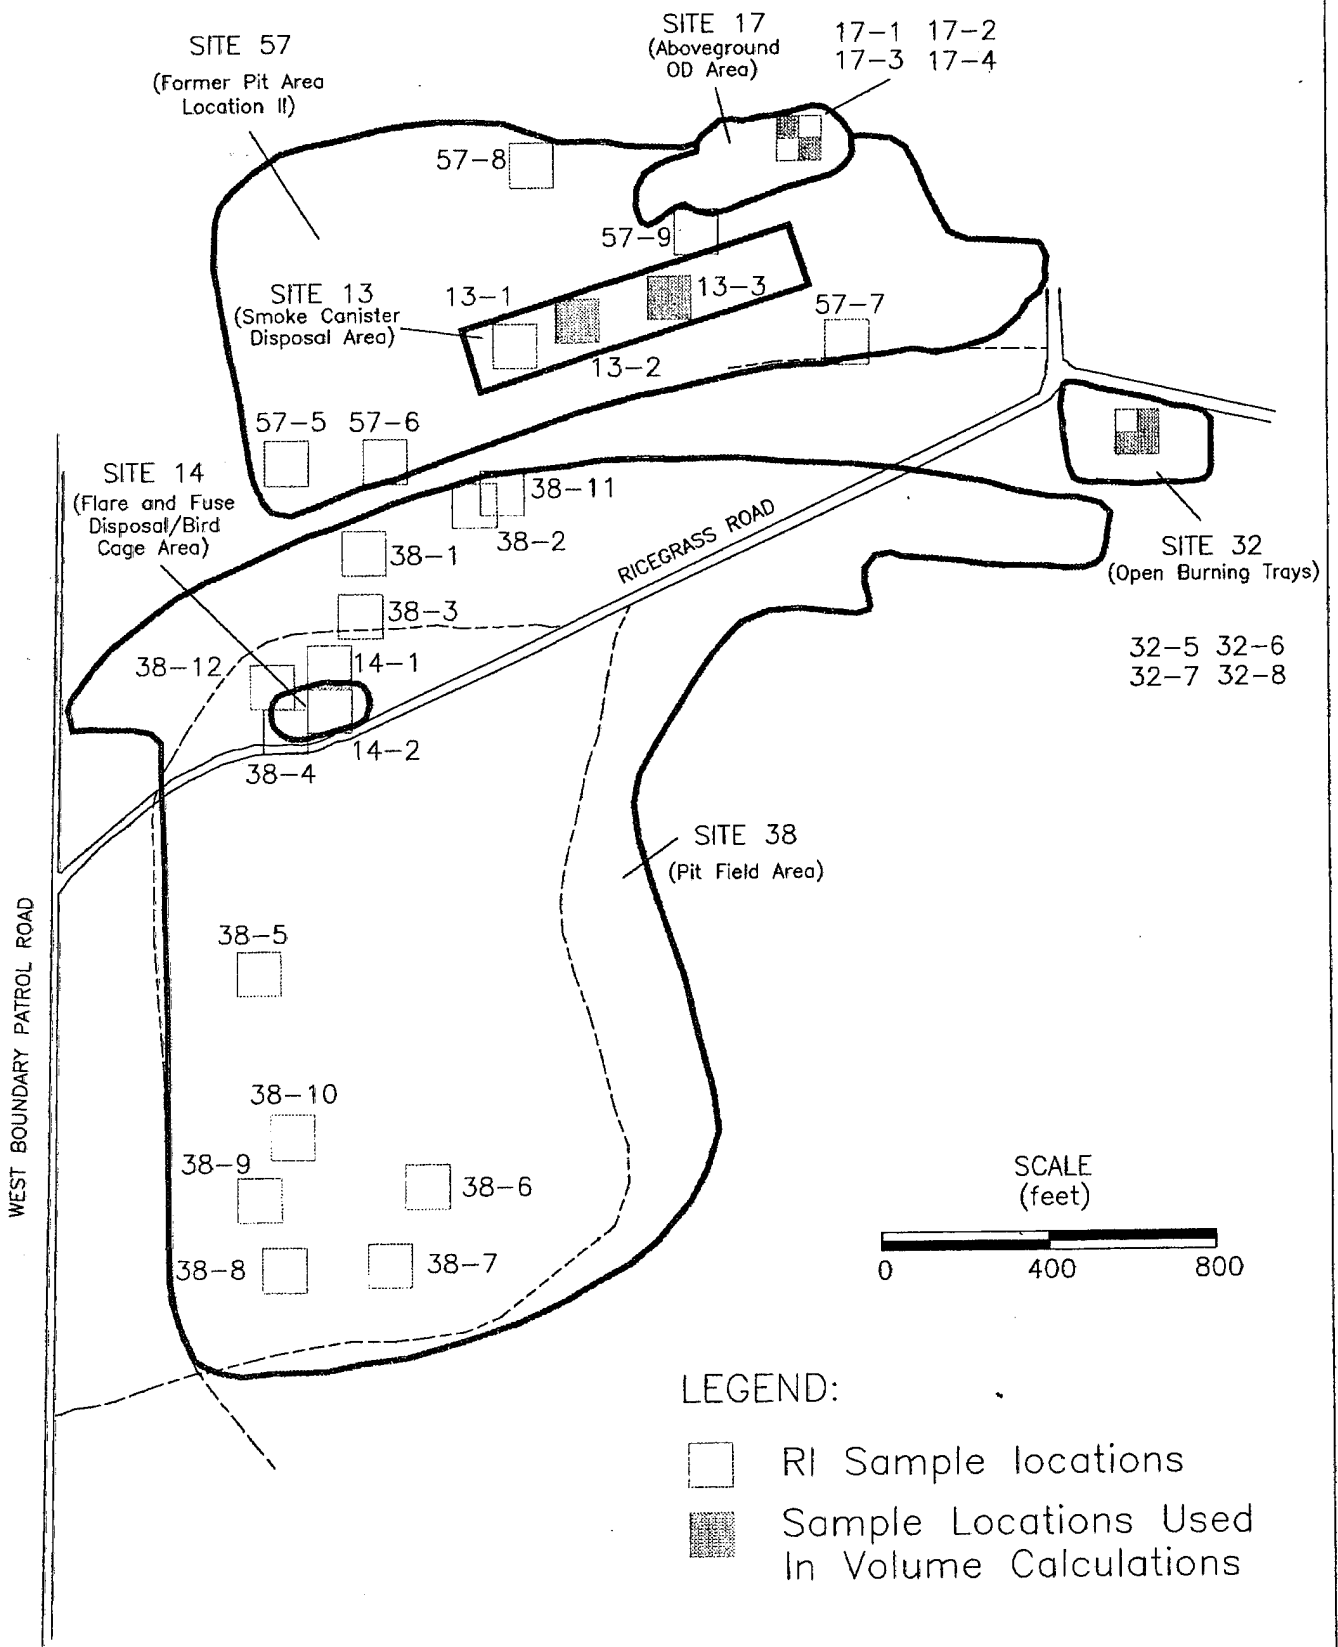 SITE 57
(Former Pit Area
Location II)
SITE 17
(Aboveground
OD Area)
17-1 17-2
17-3 17-4
57-8
57-9
SITE 13
(Smoke Canister
Disposal Area)
13-1
13-3
13-2
57-7
57-5 57-6
SITE 14
(Flare and Fuse
Disposal/Bird
Cage Area)
38-11
38-2
38-1
38-3
RICEGRASS ROAD
SITE 32
(Open Burning Trays)
32-5 32-6
32-7 32-8
38-12
14-1
14-2
38-4
SITE 38
(Pit Field Area)
WEST BOUNDARY PATROL ROAD
38-5
38-10
38-9
38-6
38-8
38-7
SCALE
(feet)
0 400 800
LEGEND:
RI Sample locations
Sample Locations Used
In Volume Calculations